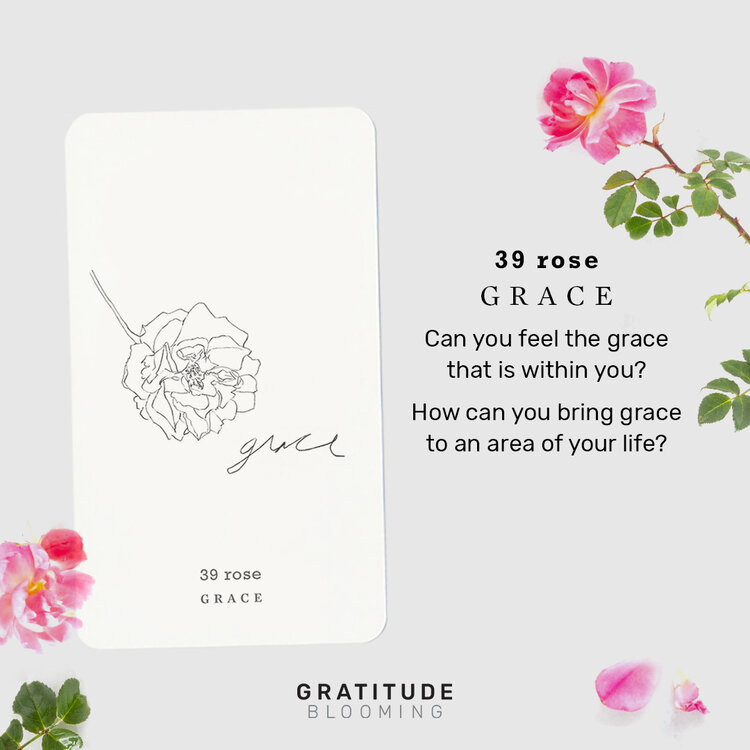 grace
39 rose
GRACE
39 rose
GRACE
Can you feel the grace
that is within you?
How can you bring grace
to an area of your life?
GRATITUDE
BLOOMING